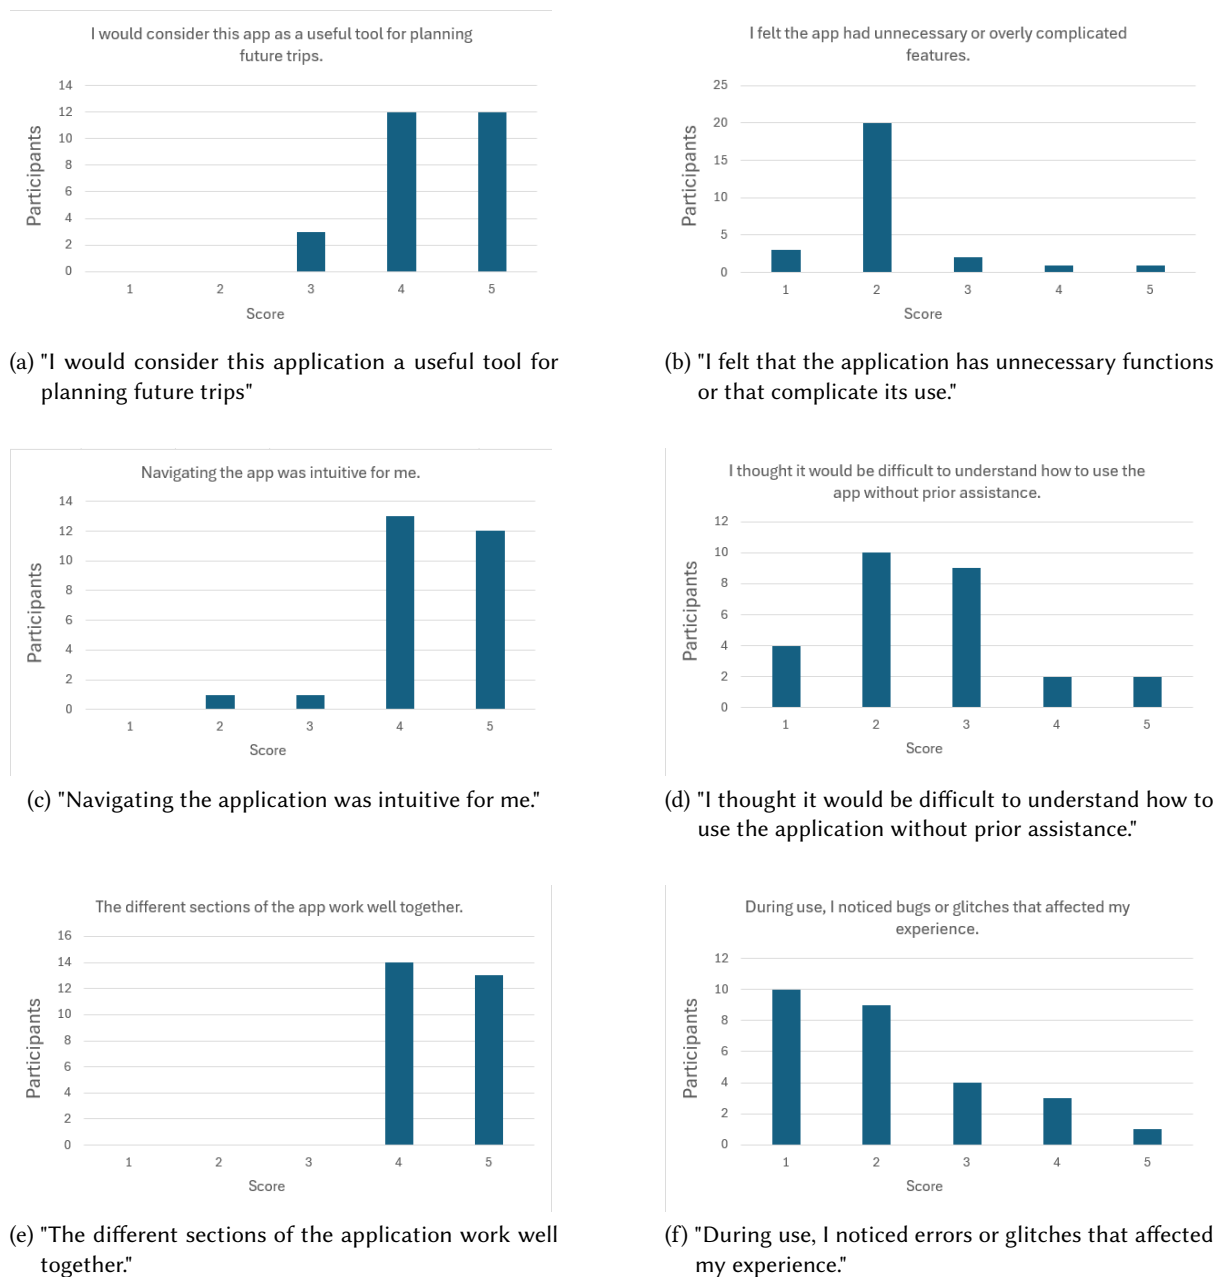 I would consider this app as a useful tool for planning
future trips.
14
12
10
8
6
4
2
0
Participants
1 2 3 4 5
Score
(a) "I would consider this application a useful tool for
planning future trips"
I felt the app had unnecessary or overly complicated
features.
25
20
15
10
5
0
Participants
1 2 3 4 5
Score
(b) "I felt that the application has unnecessary functions
or that complicate its use."
Navigating the app was intuitive for me.
14
12
10
8
6
4
2
0
Participants
1 2 3 4 5
Score
(c) "Navigating the application was intuitive for me."
I thought it would be difficult to understand how to use the
app without prior assistance.
12
10
8
6
4
2
0
Participants
1 2 3 4 5
Score
(d) "I thought it would be difficult to understand how to
use the application without prior assistance."
The different sections of the app work well together.
16
14
12
10
8
6
4
2
0
Participants
1 2 3 4 5
Score
(e) "The different sections of the application work well
together."
During use, I noticed bugs or glitches that affected my
experience.
12
10
8
6
4
2
0
Participants
1 2 3 4 5
Score
(f) "During use, I noticed errors or glitches that affected
my experience."